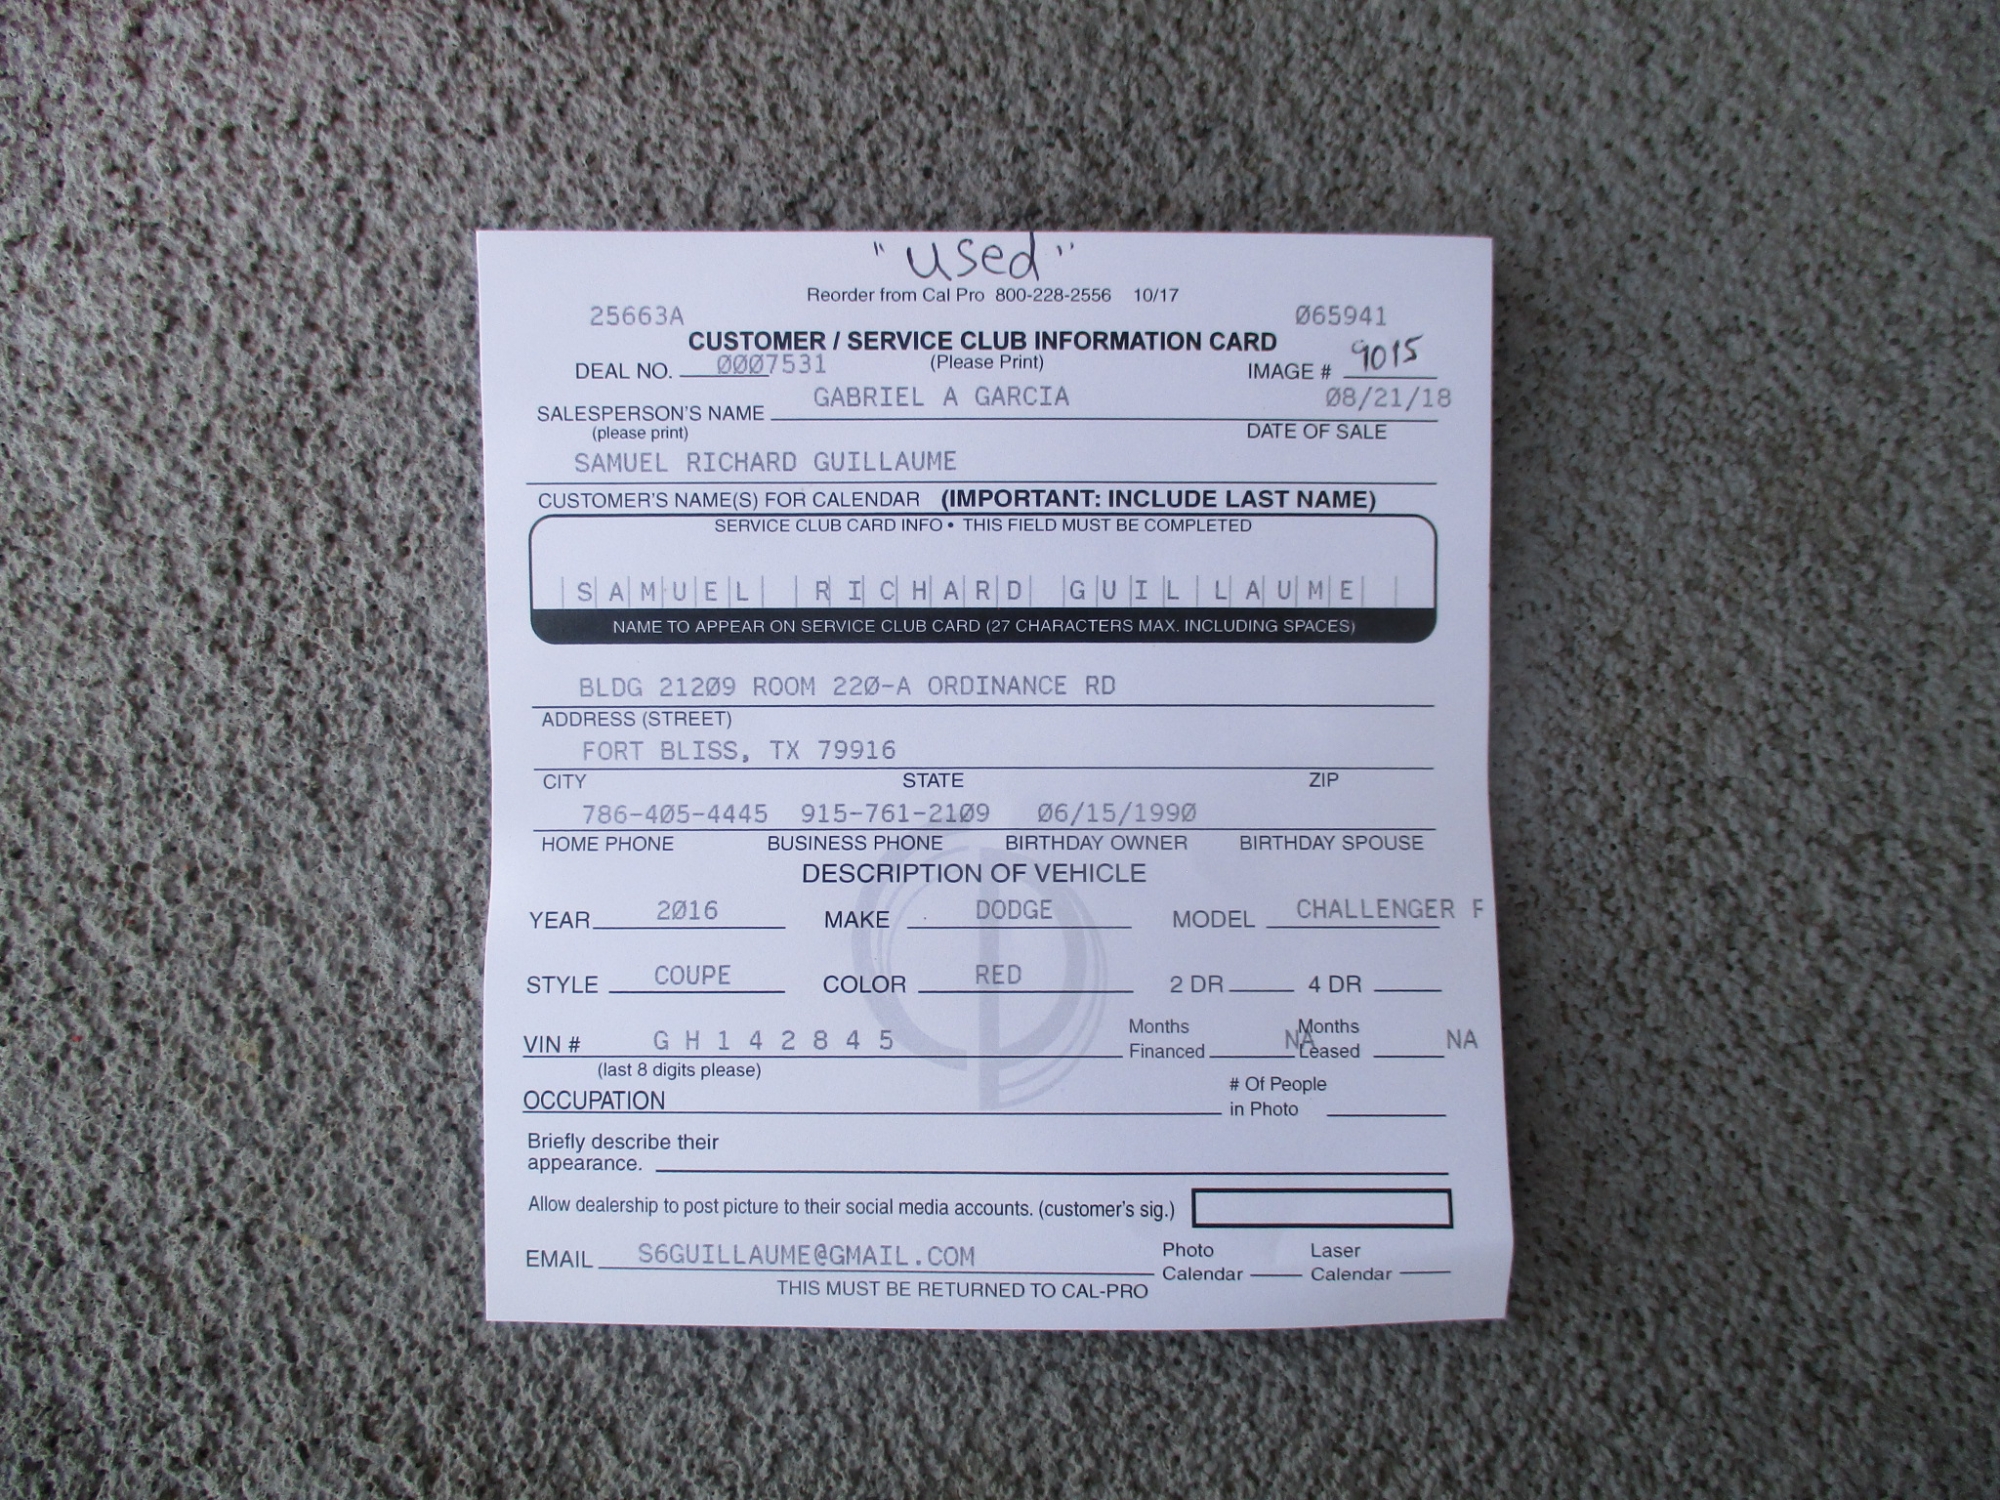 "used"
Reorder from Cal Pro 800-228-2556 10/17
25663A 065941
CUSTOMER / SERVICE CLUB INFORMATION CARD
DEAL NO. 0007531 (Please Print) IMAGE # 9015
SALESPERSON'S NAME GABRIEL A GARCIA 08/21/18
(please print) DATE OF SALE
SAMUEL RICHARD GUILLAUME
CUSTOMER'S NAME(S) FOR CALENDAR (IMPORTANT: INCLUDE LAST NAME)
SERVICE CLUB CARD INFO • THIS FIELD MUST BE COMPLETED
SAMUEL RICHARD GUILLAUME
NAME TO APPEAR ON SERVICE CLUB CARD (27 CHARACTERS MAX. INCLUDING SPACES)
BLDG 21209 ROOM 220-A ORDINANCE RD
ADDRESS (STREET)
FORT BLISS, TX 79916
CITY STATE ZIP
786-405-4445 915-761-2109 06/15/1990
HOME PHONE BUSINESS PHONE BIRTHDAY OWNER BIRTHDAY SPOUSE
DESCRIPTION OF VEHICLE
YEAR 2016 MAKE DODGE MODEL CHALLENGER F
STYLE COUPE COLOR RED 2 DR 4 DR
VIN # G H 1 4 2 8 4 5 Months Financed NA Months Leased NA
(last 8 digits please)
OCCUPATION # Of People in Photo
Briefly describe their
appearance.
Allow dealership to post picture to their social media accounts. (customer's sig.)
EMAIL S6GUILLAUME@GMAIL.COM Photo Calendar Laser Calendar
THIS MUST BE RETURNED TO CAL-PRO